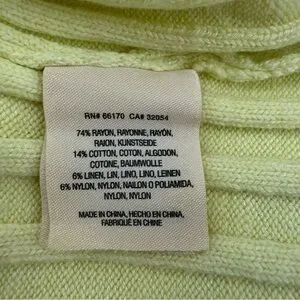 RN# 66170 CA# 32054
74% RAYON, RAYONNE, RAYÓN,
RAION, KUNSTSEIDE
14% COTTON, COTON, ALGODON,
COTONE, BAUMWOLLE
6% LINEN, LIN, LINO, LINO, LEINEN
6% NYLON, NYLON, NAILON O POLIAMIDA,
NYLON, NYLON
MADE IN CHINA, HECHO EN CHINA,
FABRIQUÉ EN CHINE